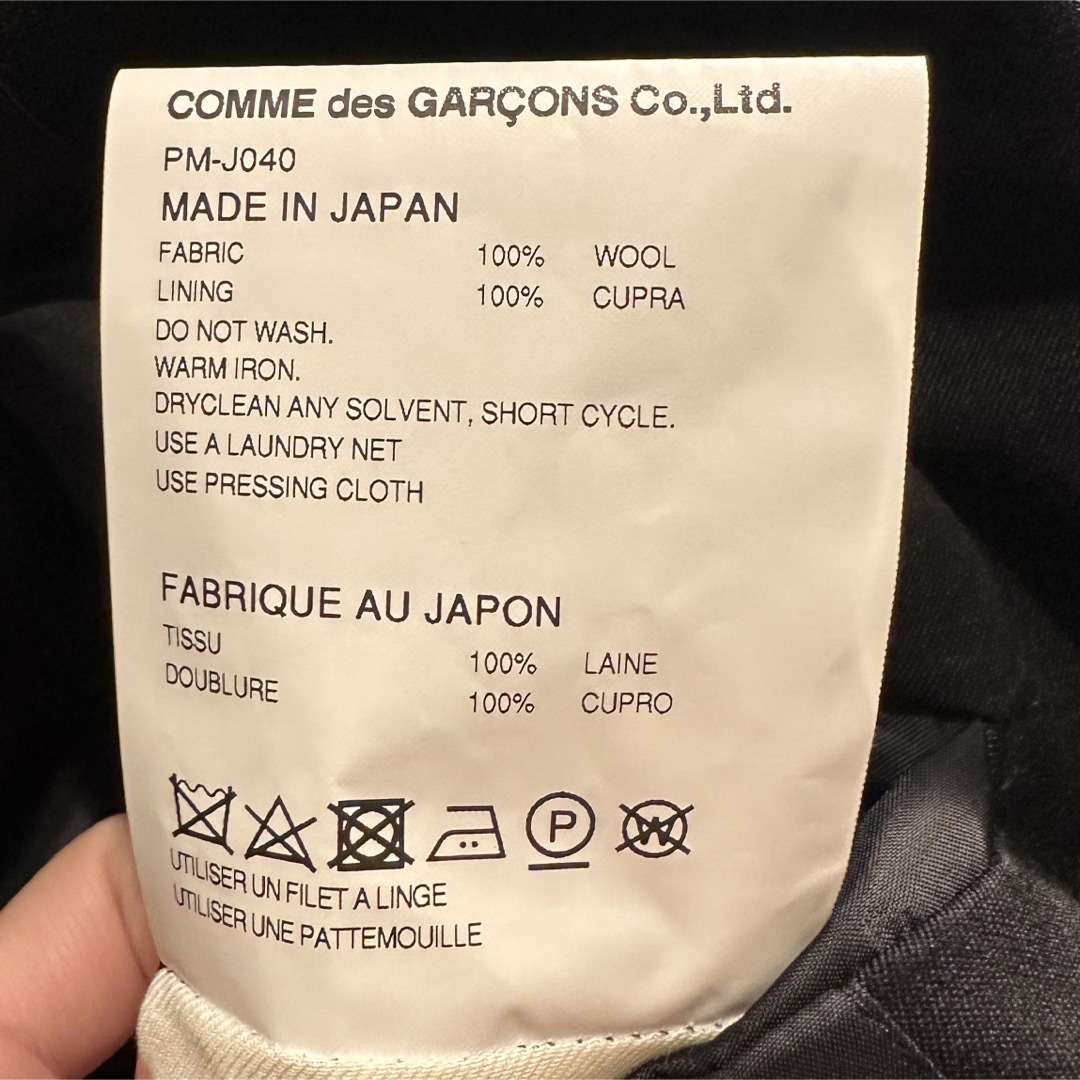 COMME des GARÇONS Co.,Ltd.
PM-J040
MADE IN JAPAN
FABRIC 100% WOOL
LINING 100% CUPRA
DO NOT WASH.
WARM IRON.
DRYCLEAN ANY SOLVENT, SHORT CYCLE.
USE A LAUNDRY NET
USE PRESSING CLOTH
FABRIQUE AU JAPON
TISSU 100% LAINE
DOUBLURE 100% CUPRO
P W
UTILISER UN FILET A LINGE
UTILISER UNE PATTEMOUILLE